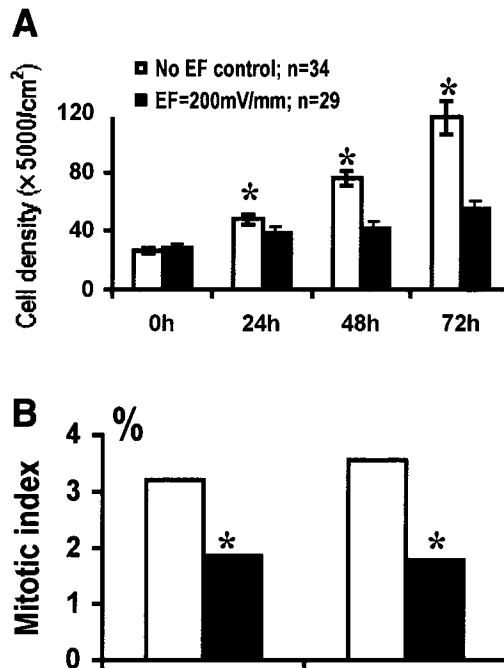 A
No EF control; n=34
EF=200mV/mm; n=29
Cell density (×5000/cm²)
120
80
40
0
*
*
*
0h
24h
48h
72h
B
%
Mitotic index
4
3
2
1
0
*
*